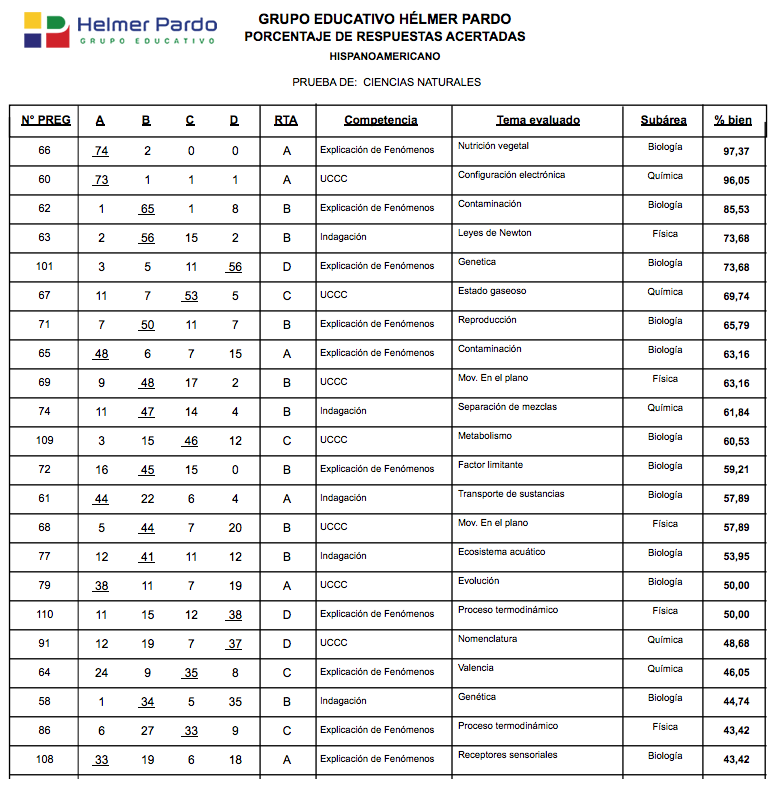 Helmer Pardo
GRUPO EDUCATIVO
GRUPO EDUCATIVO HÉLMER PARDO
PORCENTAJE DE RESPUESTAS ACERTADAS
HISPANOAMERICANO
PRUEBA DE: CIENCIAS NATURALES
Nº PREG A B C D RTA Competencia Tema evaluado Subárea % bien
66 74 2 0 0 A Explicación de Fenómenos Nutrición vegetal Biología 97,37
60 73 1 1 1 A UCCC Configuración electrónica Química 96,05
62 1 65 1 8 B Explicación de Fenómenos Contaminación Biología 85,53
63 2 56 15 2 B Indagación Leyes de Newton Física 73,68
101 3 5 11 56 D Explicación de Fenómenos Genetica Biología 73,68
67 11 7 53 5 C UCCC Estado gaseoso Química 69,74
71 7 50 11 7 B Explicación de Fenómenos Reproducción Biología 65,79
65 48 6 7 15 A Explicación de Fenómenos Contaminación Biología 63,16
69 9 48 17 2 B UCCC Mov. En el plano Física 63,16
74 11 47 14 4 B Indagación Separación de mezclas Química 61,84
109 3 15 46 12 C UCCC Metabolismo Biología 60,53
72 16 45 15 0 B Explicación de Fenómenos Factor limitante Biología 59,21
61 44 22 6 4 A Indagación Transporte de sustancias Biología 57,89
68 5 44 7 20 B UCCC Mov. En el plano Física 57,89
77 12 41 11 12 B Indagación Ecosistema acuático Biología 53,95
79 38 11 7 19 A UCCC Evolución Biología 50,00
110 11 15 12 38 D Explicación de Fenómenos Proceso termodinámico Física 50,00
91 12 19 7 37 D UCCC Nomenclatura Química 48,68
64 24 9 35 8 C Explicación de Fenómenos Valencia Química 46,05
58 1 34 5 35 B Indagación Genética Biología 44,74
86 6 27 33 9 C Explicación de Fenómenos Proceso termodinámico Física 43,42
108 33 19 6 18 A Explicación de Fenómenos Receptores sensoriales Biología 43,42